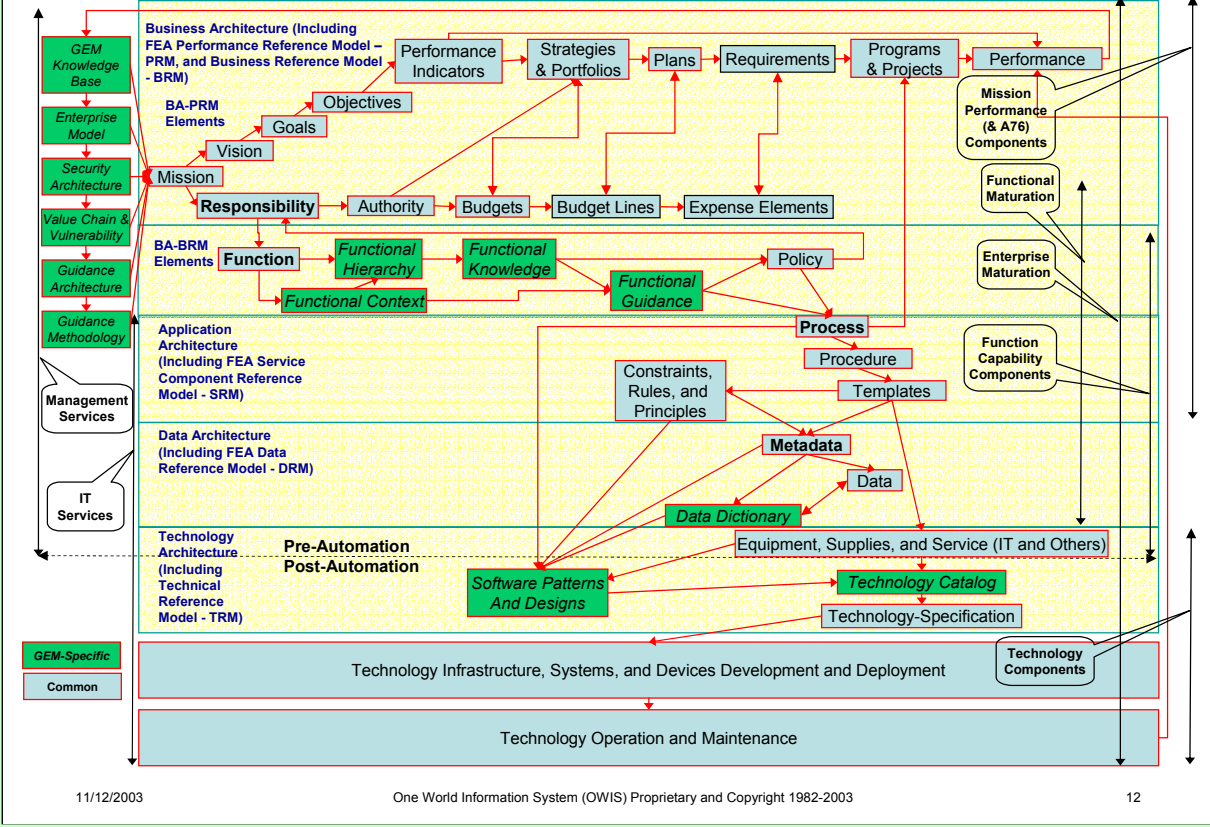 Business Architecture (Including
FEA Performance Reference Model –
PRM, and Business Reference Model
- BRM)
BA-PRM
Elements
GEM
Knowledge
Base
Enterprise
Model
Security
Architecture
Value Chain &
Vulnerability
Guidance
Architecture
Guidance
Methodology
Management
Services
IT
Services
GEM-Specific
Common
Mission
Vision
Goals
Objectives
Performance
Indicators
Strategies
& Portfolios
Plans
Requirements
Programs
& Projects
Performance
Responsibility
Authority
Budgets
Budget Lines
Expense Elements
BA-BRM
Elements
Function
Functional
Hierarchy
Functional
Knowledge
Functional Context
Functional
Guidance
Policy
Application
Architecture
(Including FEA Service
Component Reference
Model - SRM)
Process
Procedure
Templates
Constraints,
Rules, and
Principles
Data Architecture
(Including FEA Data
Reference Model - DRM)
Metadata
Data
Data Dictionary
Technology
Architecture
(Including
Technical
Reference
Model - TRM)
Pre-Automation
Post-Automation
Equipment, Supplies, and Service (IT and Others)
Software Patterns
And Designs
Technology Catalog
Technology-Specification
Technology Infrastructure, Systems, and Devices Development and Deployment
Technology Operation and Maintenance
Mission
Performance
(& A76)
Components
Functional
Maturation
Enterprise
Maturation
Function
Capability
Components
Technology
Components
11/12/2003
One World Information System (OWIS) Proprietary and Copyright 1982-2003
12